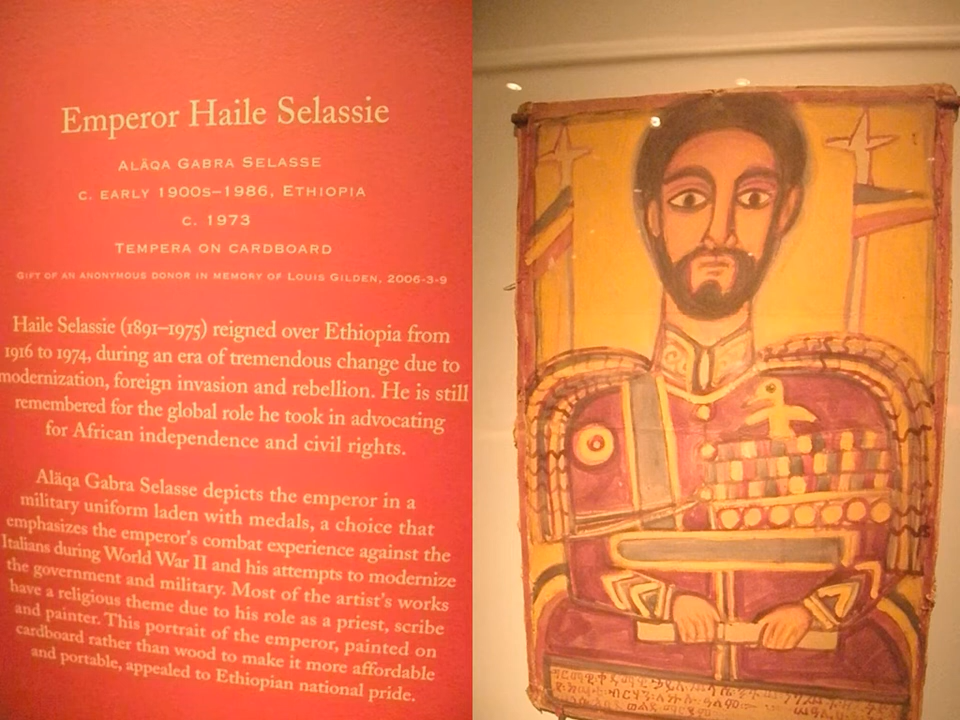 Emperor Haile Selassie
ALÄQA GABRA SELASSE
C. EARLY 1900S–1986, ETHIOPIA
C. 1973
TEMPERA ON CARDBOARD
GIFT OF AN ANONYMOUS DONOR IN MEMORY OF LOUIS GILDEN, 2006-3-9
Haile Selassie (1891–1975) reigned over Ethiopia from
1916 to 1974, during an era of tremendous change due to
modernization, foreign invasion and rebellion. He is still
remembered for the global role he took in advocating
for African independence and civil rights.
Aläqa Gabra Selasse depicts the emperor in a
military uniform laden with medals, a choice that
emphasizes the emperor's combat experience against the
Italians during World War II and his attempts to modernize
the government and military. Most of the artist's works
have a religious theme due to his role as a priest, scribe
and painter. This portrait of the emperor, painted on
cardboard rather than wood to make it more affordable
and portable, appealed to Ethiopian national pride.